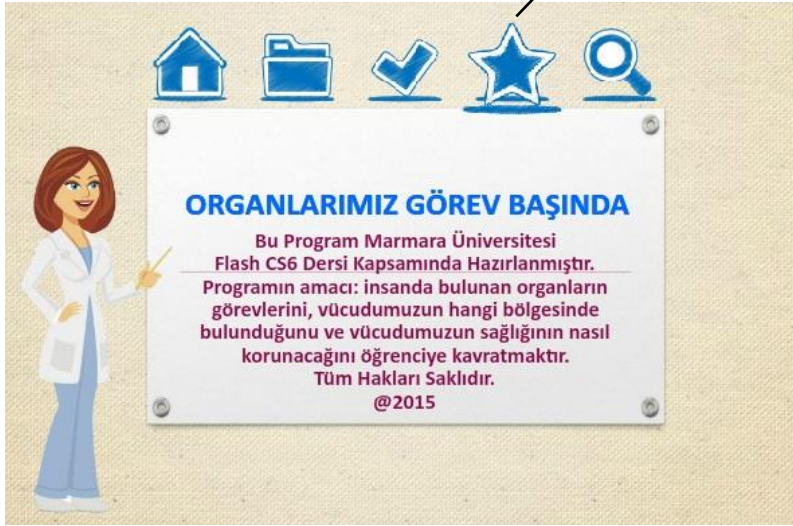 ORGANLARIMIZ GÖREV BAŞINDA
Bu Program Marmara Üniversitesi
Flash CS6 Dersi Kapsamında Hazırlanmıştır.
Programın amacı: insanda bulunan organların
görevlerini, vücudumuzun hangi bölgesinde
bulunduğunu ve vücudumuzun sağlığının nasıl
korunacağını öğrenciye kavratmaktır.
Tüm Hakları Saklıdır.
@2015